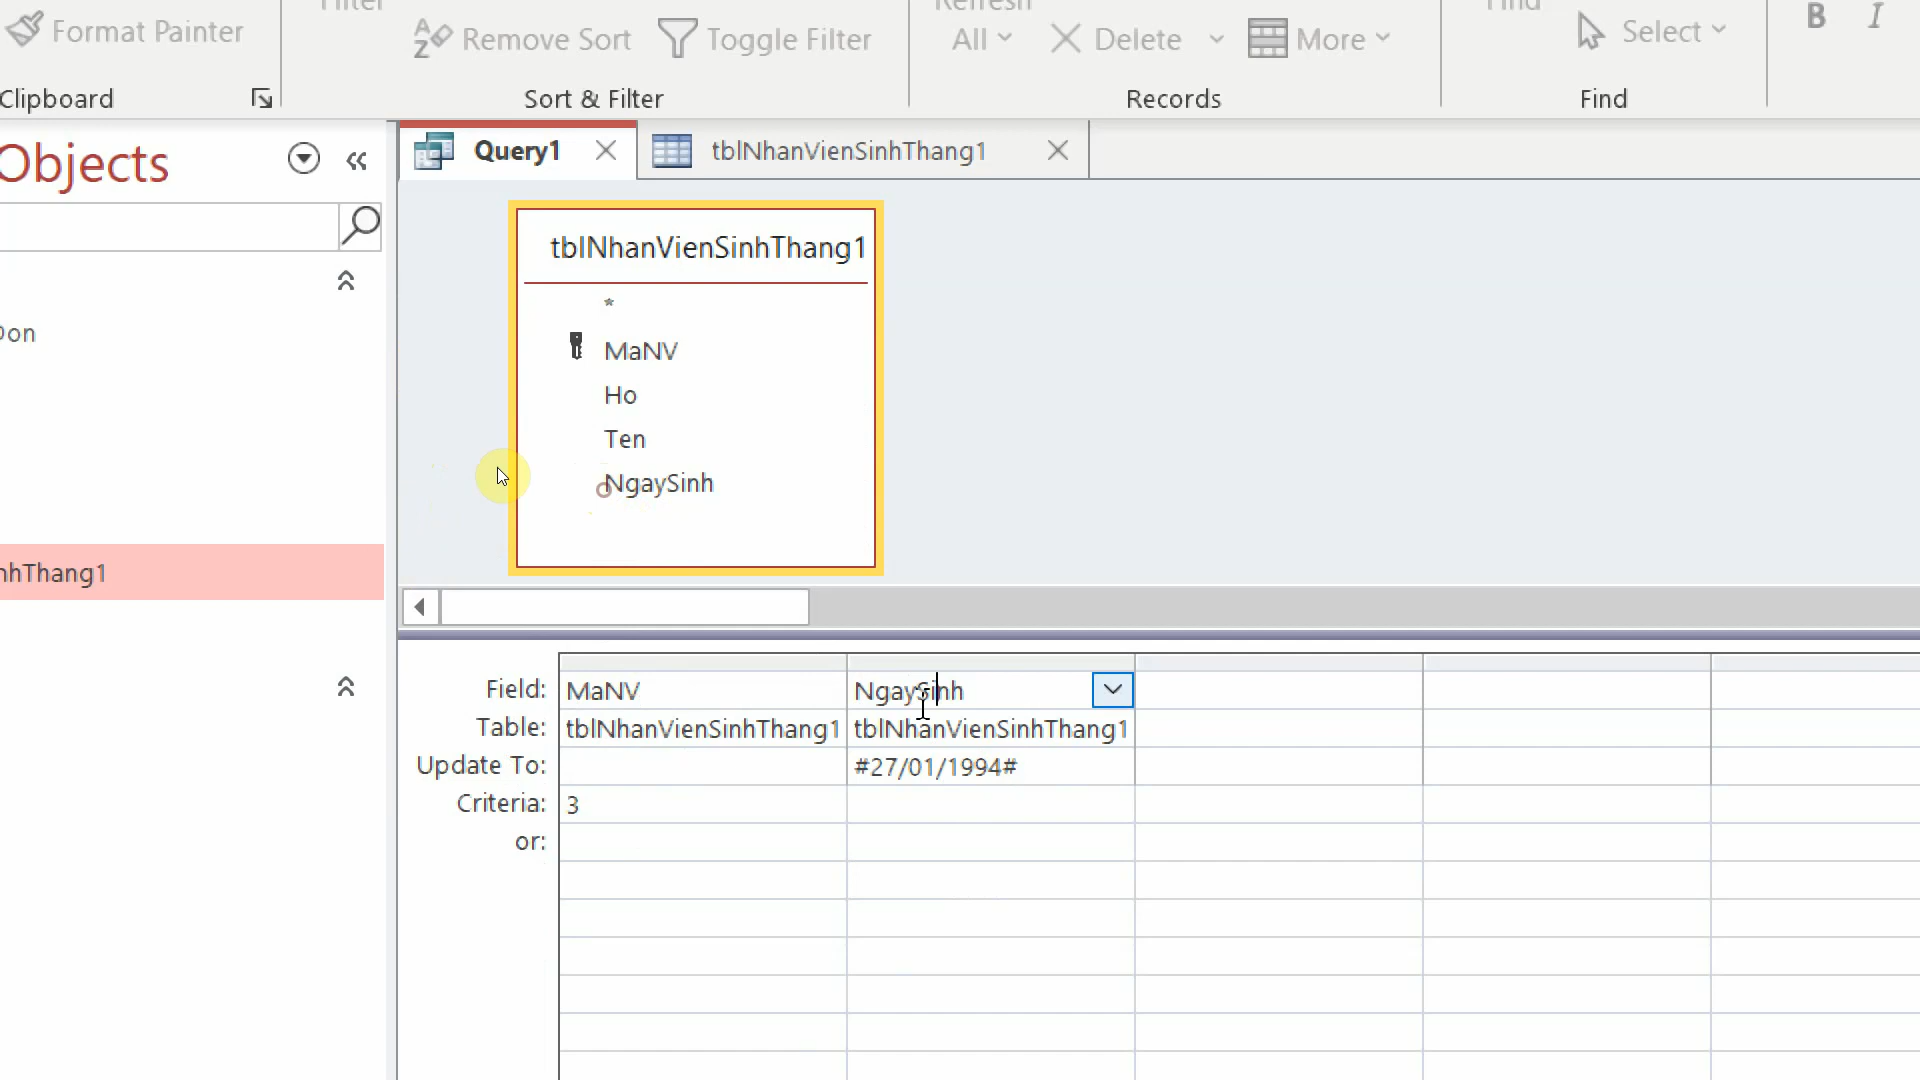 Format Painter
Remove Sort
Toggle Filter
All
Delete
More
Select
B I
Clipboard
Sort & Filter
Records
Find
Objects
Query1
tblNhanVienSinhThang1
tblNhanVienSinhThang1
*
MaNV
Ho
Ten
NgaySinh
nhThang1
Field: MaNV NgaySinh
Table: tblNhanVienSinhThang1 tblNhanVienSinhThang1
Update To: #27/01/1994#
Criteria: 3
or: